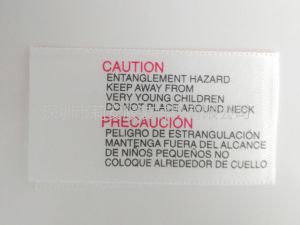 CAUTION
ENTANGLEMENT HAZARD
KEEP AWAY FROM
VERY YOUNG CHILDREN
DO NOT PLACE AROUND NECK
PRECAUCIÓN
PELIGRO DE ESTRANGULACIÓN
MANTENGA FUERA DEL ALCANCE
DE NIÑOS PEQUEÑOS NO
COLOQUE ALREDEDOR DE CUELLO